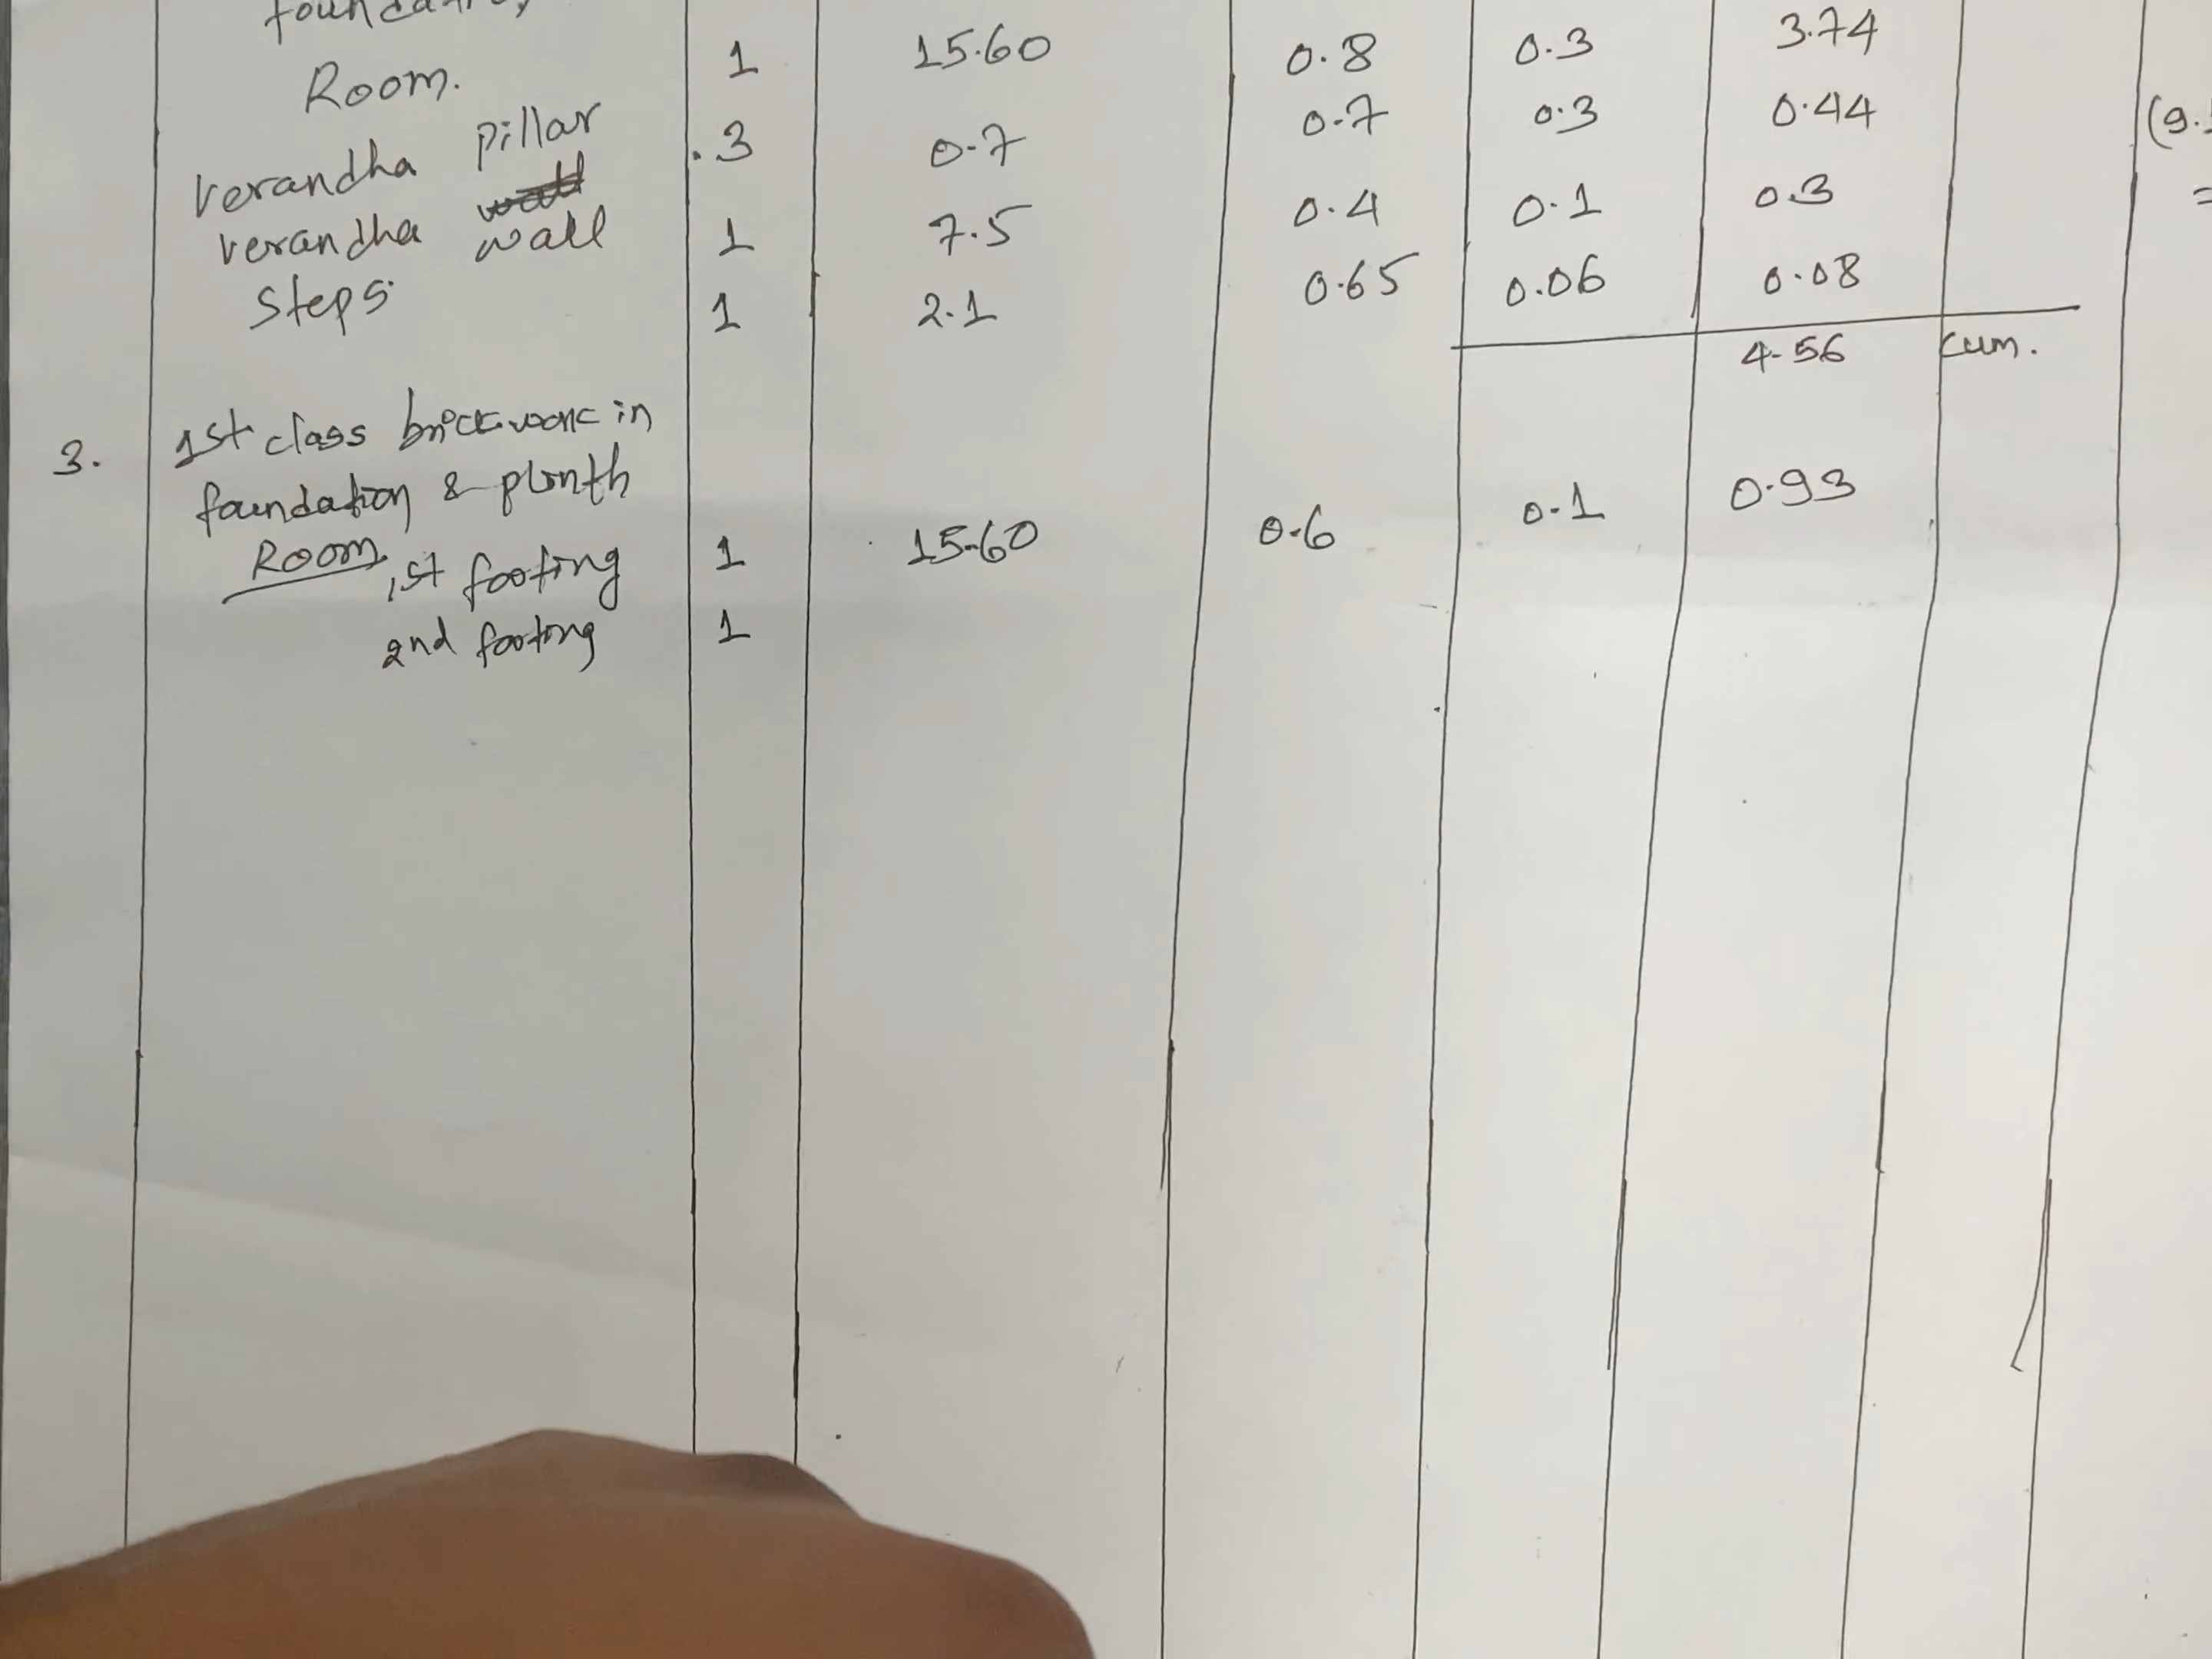 Room. 1 15.60 0.8 0.3 3.74
verandha pillar .3 0.7 0.7 0.3 0.44 (9.
verandha wall 1 7.5 0.4 0.1 0.3 =
Steps. 1 2.1 0.65 0.06 0.08
4-56 cum.
3. 1st class brickwork in
foundation & plinth
Room 1st footing 1 15-60 0-6 0-1 0-93
2nd footing 1